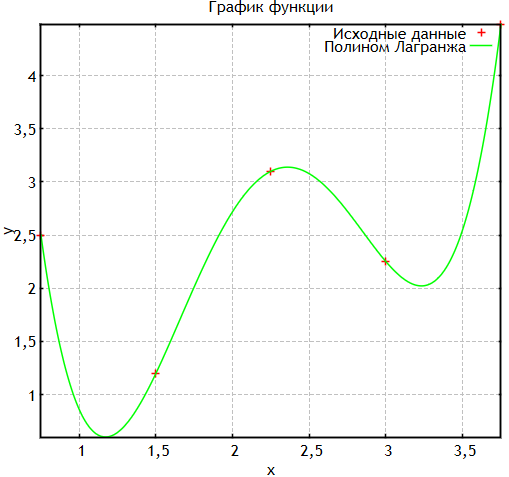 График функции
Исходные данные
Полином Лагранжа
4
3,5
3
2,5
2
1,5
1
y
1
1,5
2
2,5
3
3,5
x